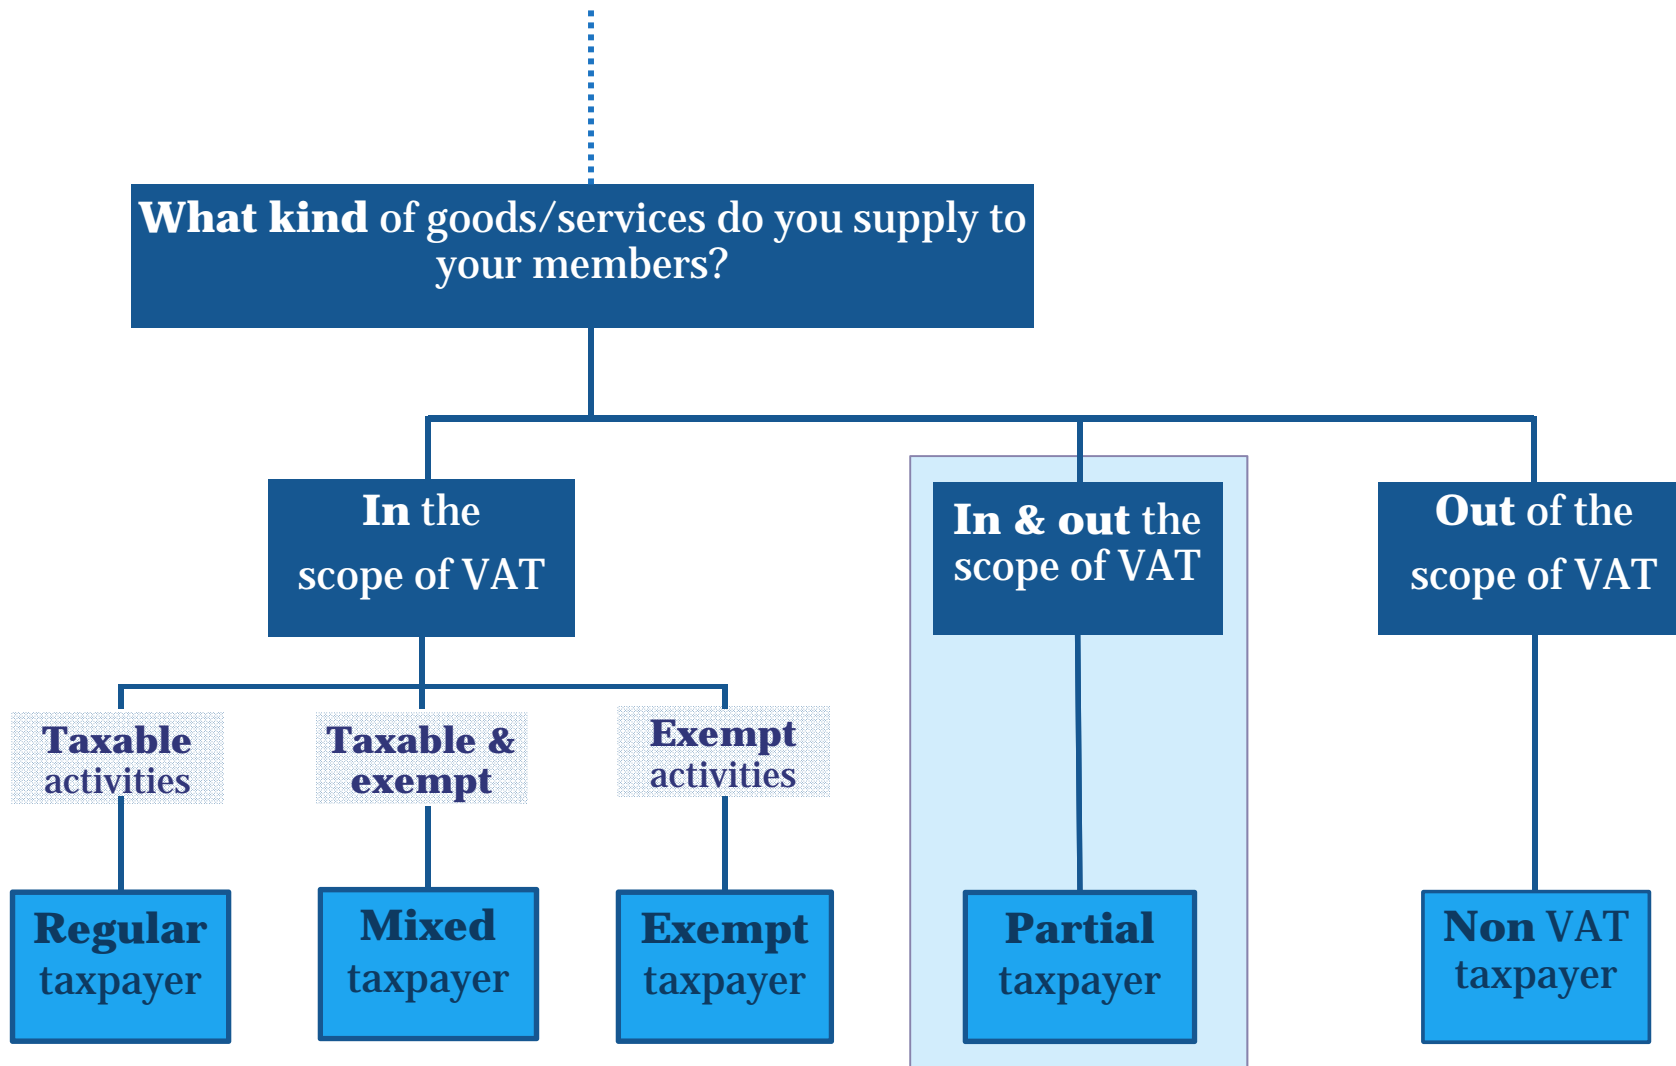 What kind of goods/services do you supply to
your members?
In the
scope of VAT
In & out the
scope of VAT
Out of the
scope of VAT
Taxable
activities
Taxable &
exempt
Exempt
activities
Regular
taxpayer
Mixed
taxpayer
Exempt
taxpayer
Partial
taxpayer
Non VAT
taxpayer